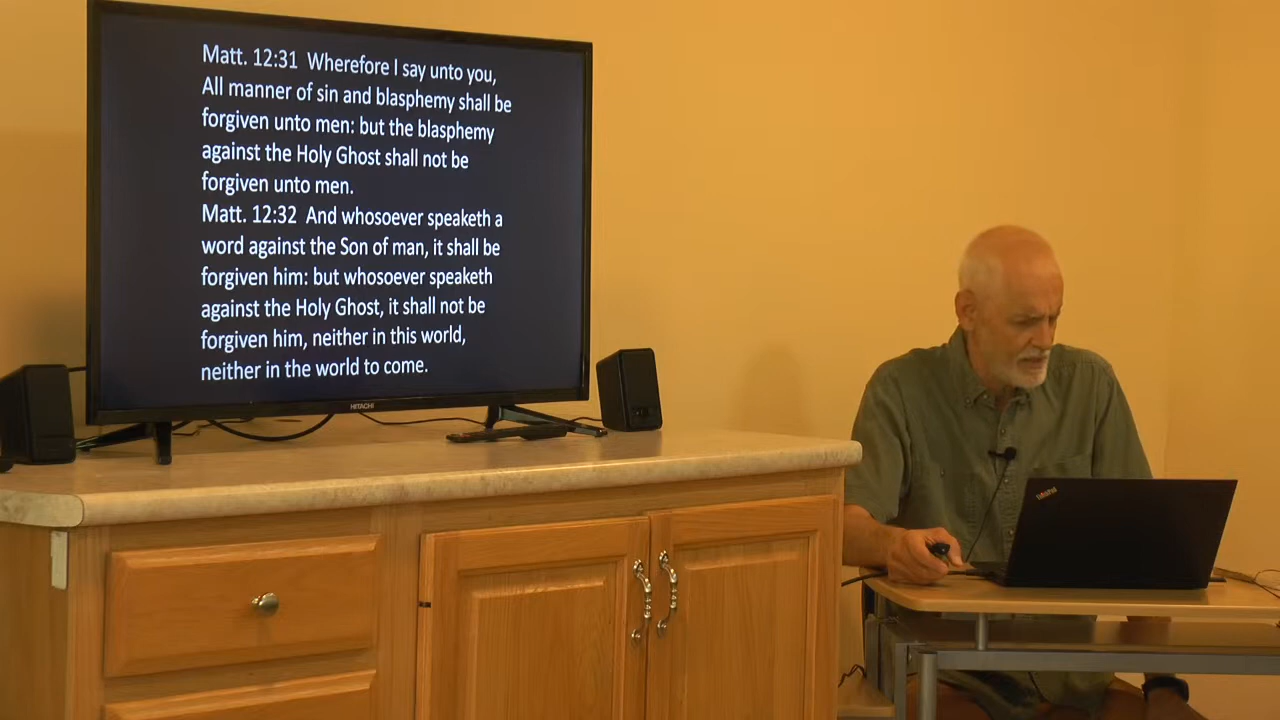 Matt. 12:31  Wherefore I say unto you,
All manner of sin and blasphemy shall be
forgiven unto men: but the blasphemy
against the Holy Ghost shall not be
forgiven unto men.
Matt. 12:32  And whosoever speaketh a
word against the Son of man, it shall be
forgiven him: but whosoever speaketh
against the Holy Ghost, it shall not be
forgiven him, neither in this world,
neither in the world to come.
HITACHI
ThinkPad